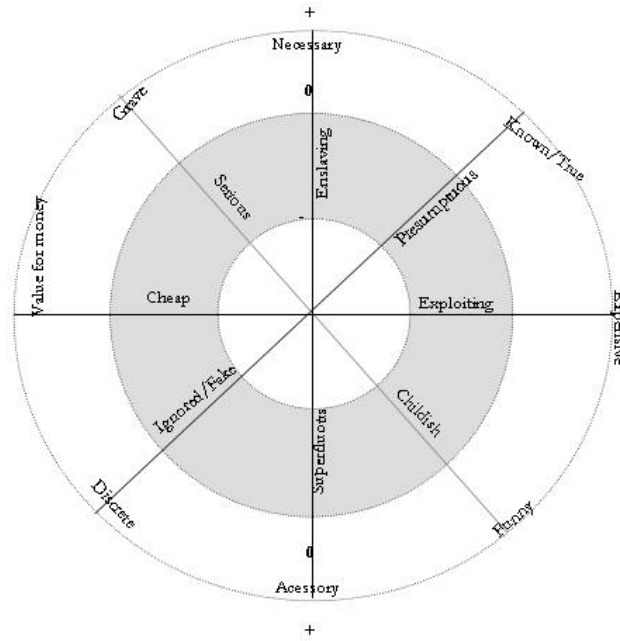 +
Necessary
0
Grave
Known/True
Enslaving
Presumptuous
Serious
-
Value for money
Cheap
Exploiting
Ignored/Fake
Childish
Superfluous
Discrete
Funny
0
Acessory
+